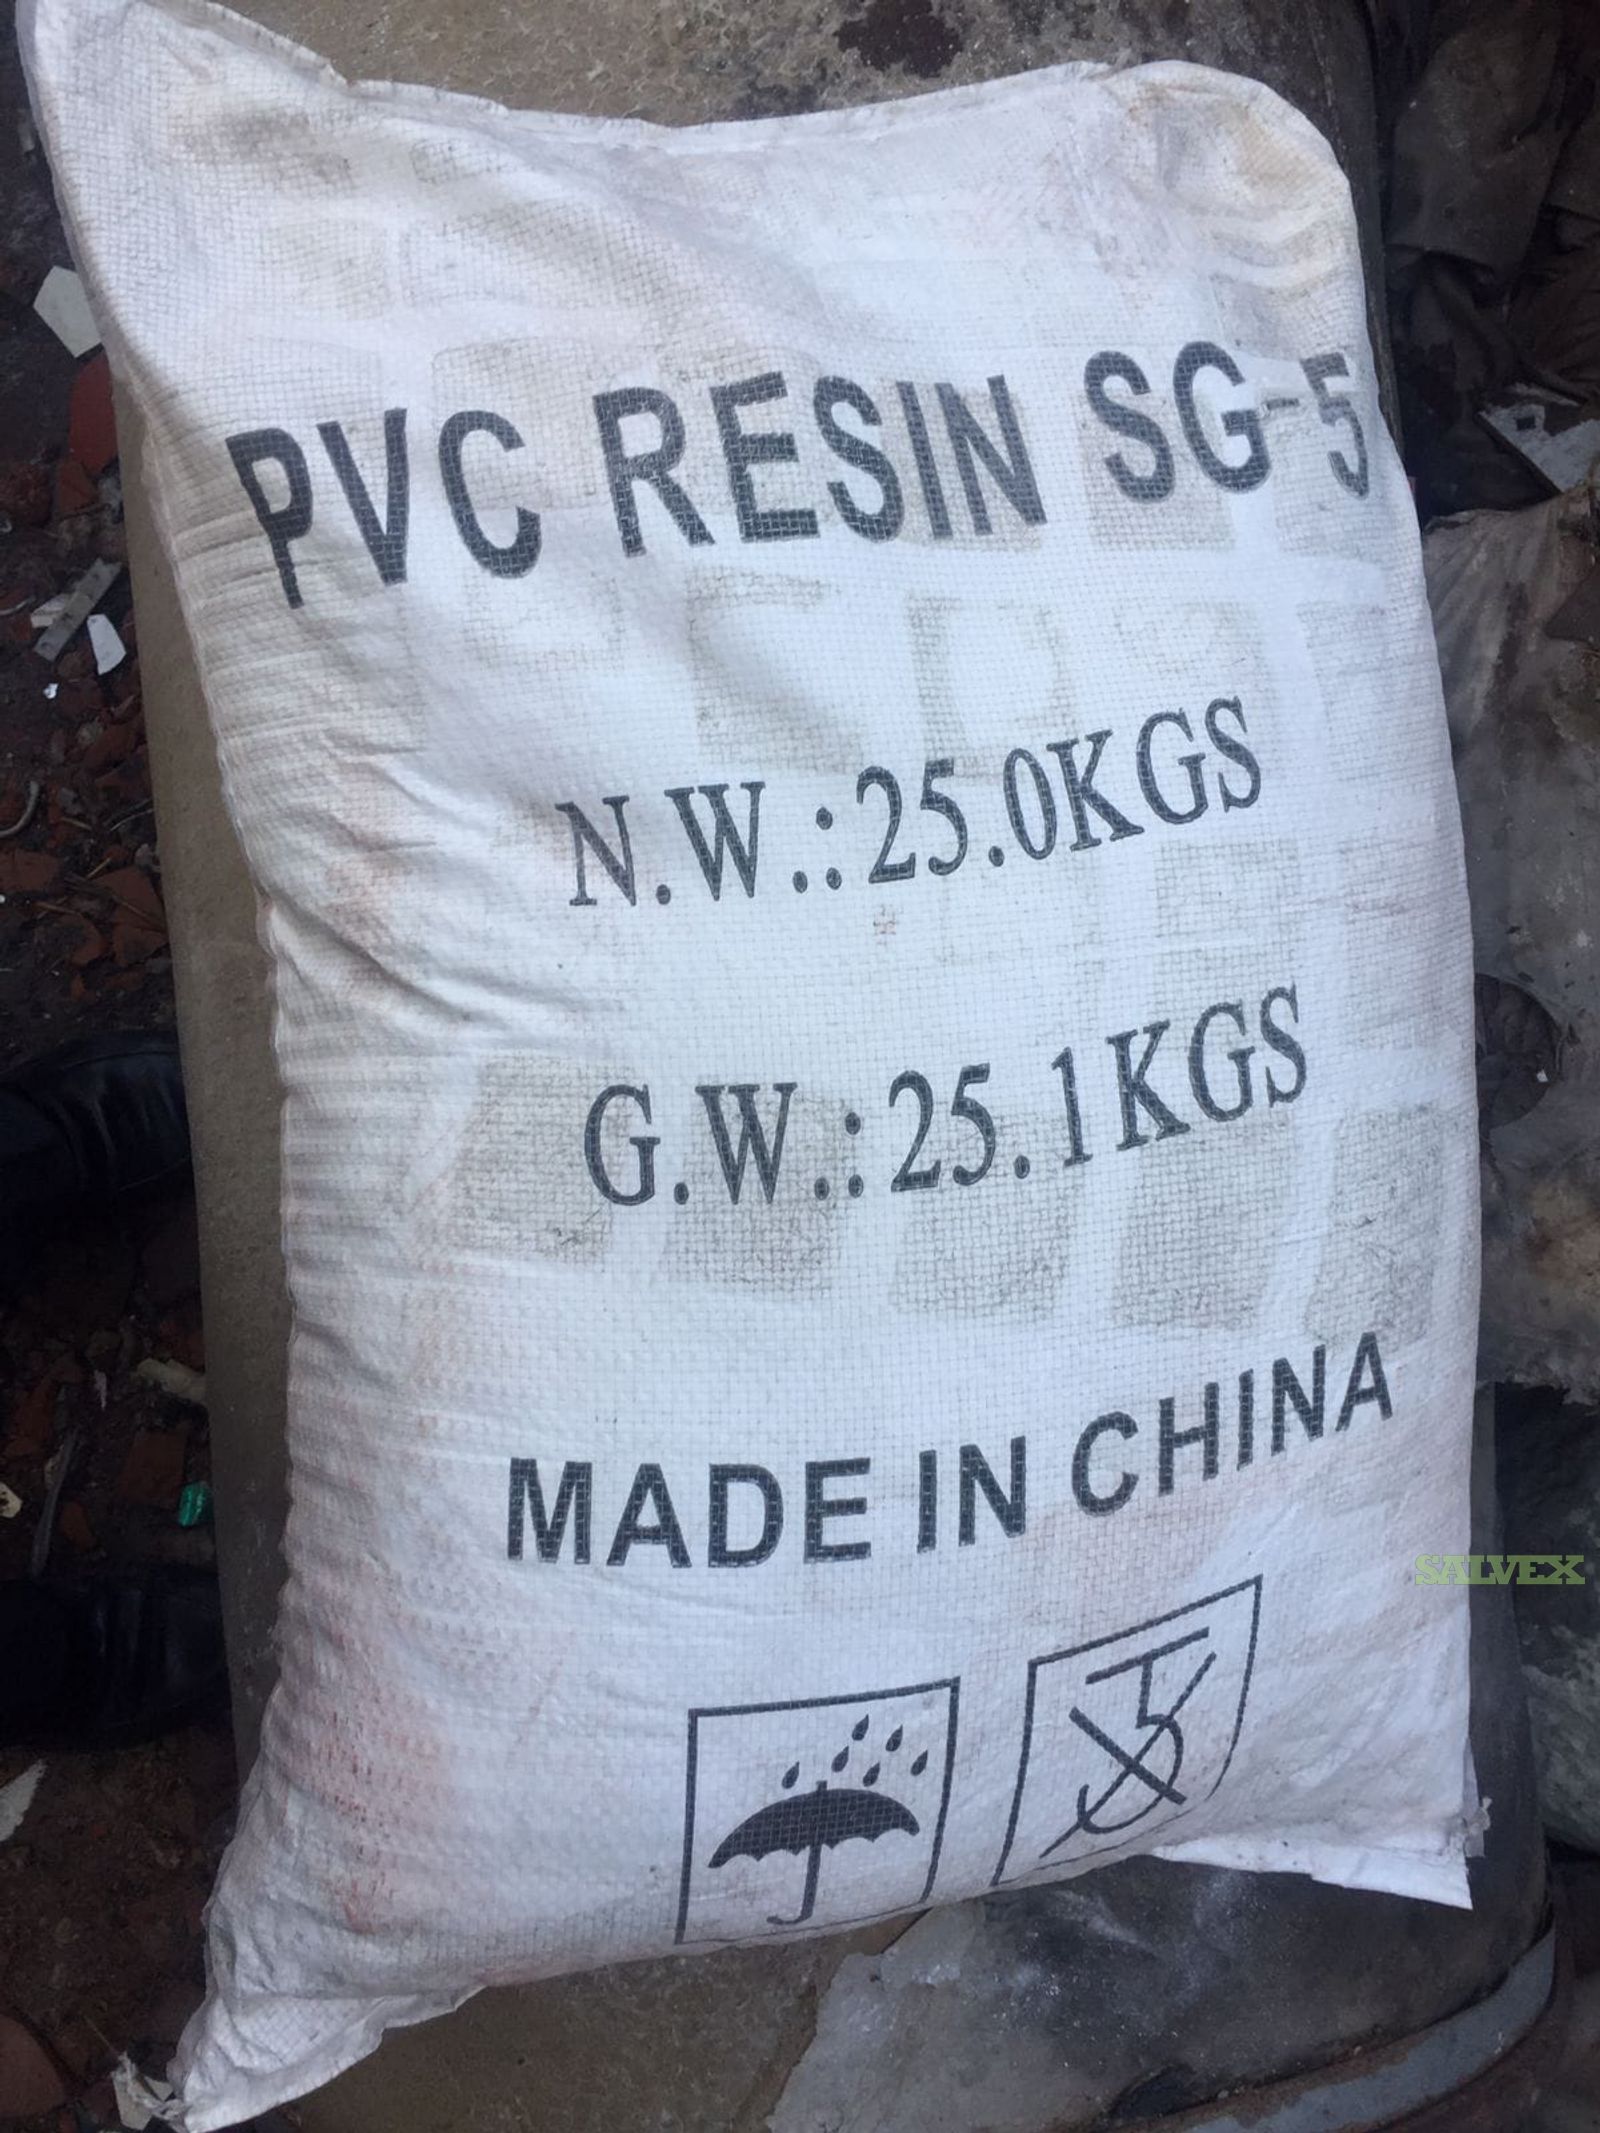 PVC RESIN SG-5
N.W.:25.0KGS
G.W.:25.1KGS
MADE IN CHINA
SALVEX